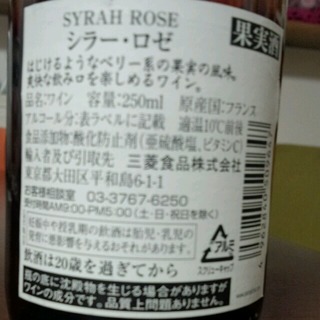 SYRAH ROSE
シラー・ロゼ
果実酒
はじけるようなベリー系の果実の風味。
爽快な飲み口を楽しめるワイン。
品名:ワイン 容量:250ml 原産国:フランス
アルコール分:表ラベルに記載 適温10℃前後
食品添加物:酸化防止剤(亜硫酸塩、ビタミンC)
輸入者及び引取先 三菱食品株式会社
東京都大田区平和島6-1-1
お客様相談室 03-3767-6250
受付時間AM9:00-PM5:00(土・日・祝日を除く)
妊娠中や授乳期の飲酒は胎児・乳児の
発育に悪影響を与えるおそれがあります。
飲酒は20歳を過ぎてから
アルミ
スクリューキャップ
瓶の底に沈殿物を生じる場合がありますが
ワインの成分です。品質上問題ありません。